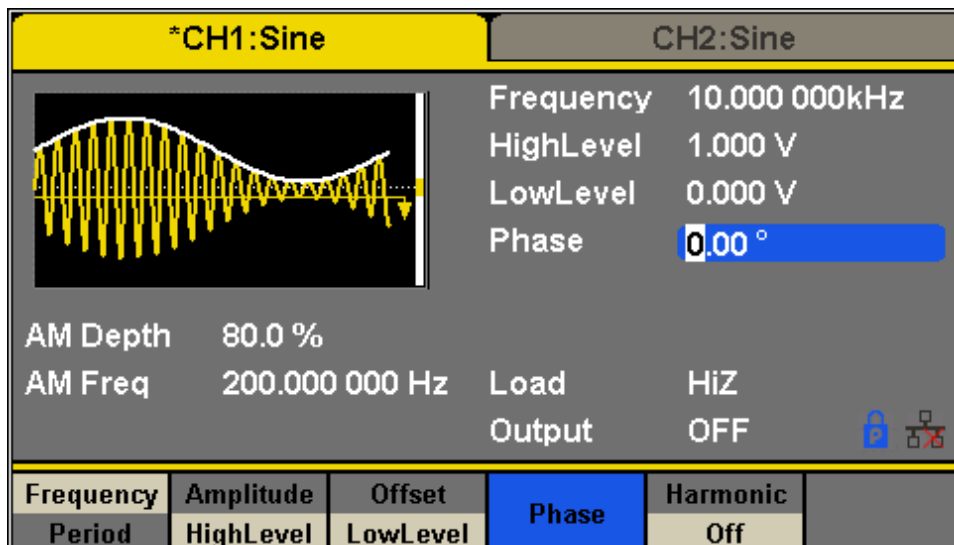 *CH1:Sine
CH2:Sine
Frequency 10.000 000kHz
HighLevel 1.000 V
LowLevel 0.000 V
Phase 0.00 °
AM Depth 80.0 %
AM Freq 200.000 000 Hz
Load HiZ
Output OFF
P
Frequency Amplitude Offset Phase Harmonic
Period HighLevel LowLevel Off